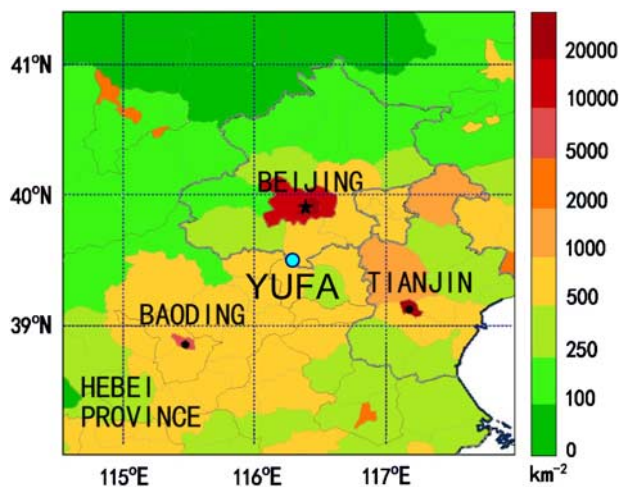 41°N
40°N
39°N
BEIJING
YUFA
TIANJIN
BAODING
HEBEI
PROVINCE
115°E
116°E
117°E
20000
10000
5000
2000
1000
500
250
100
0
km⁻²